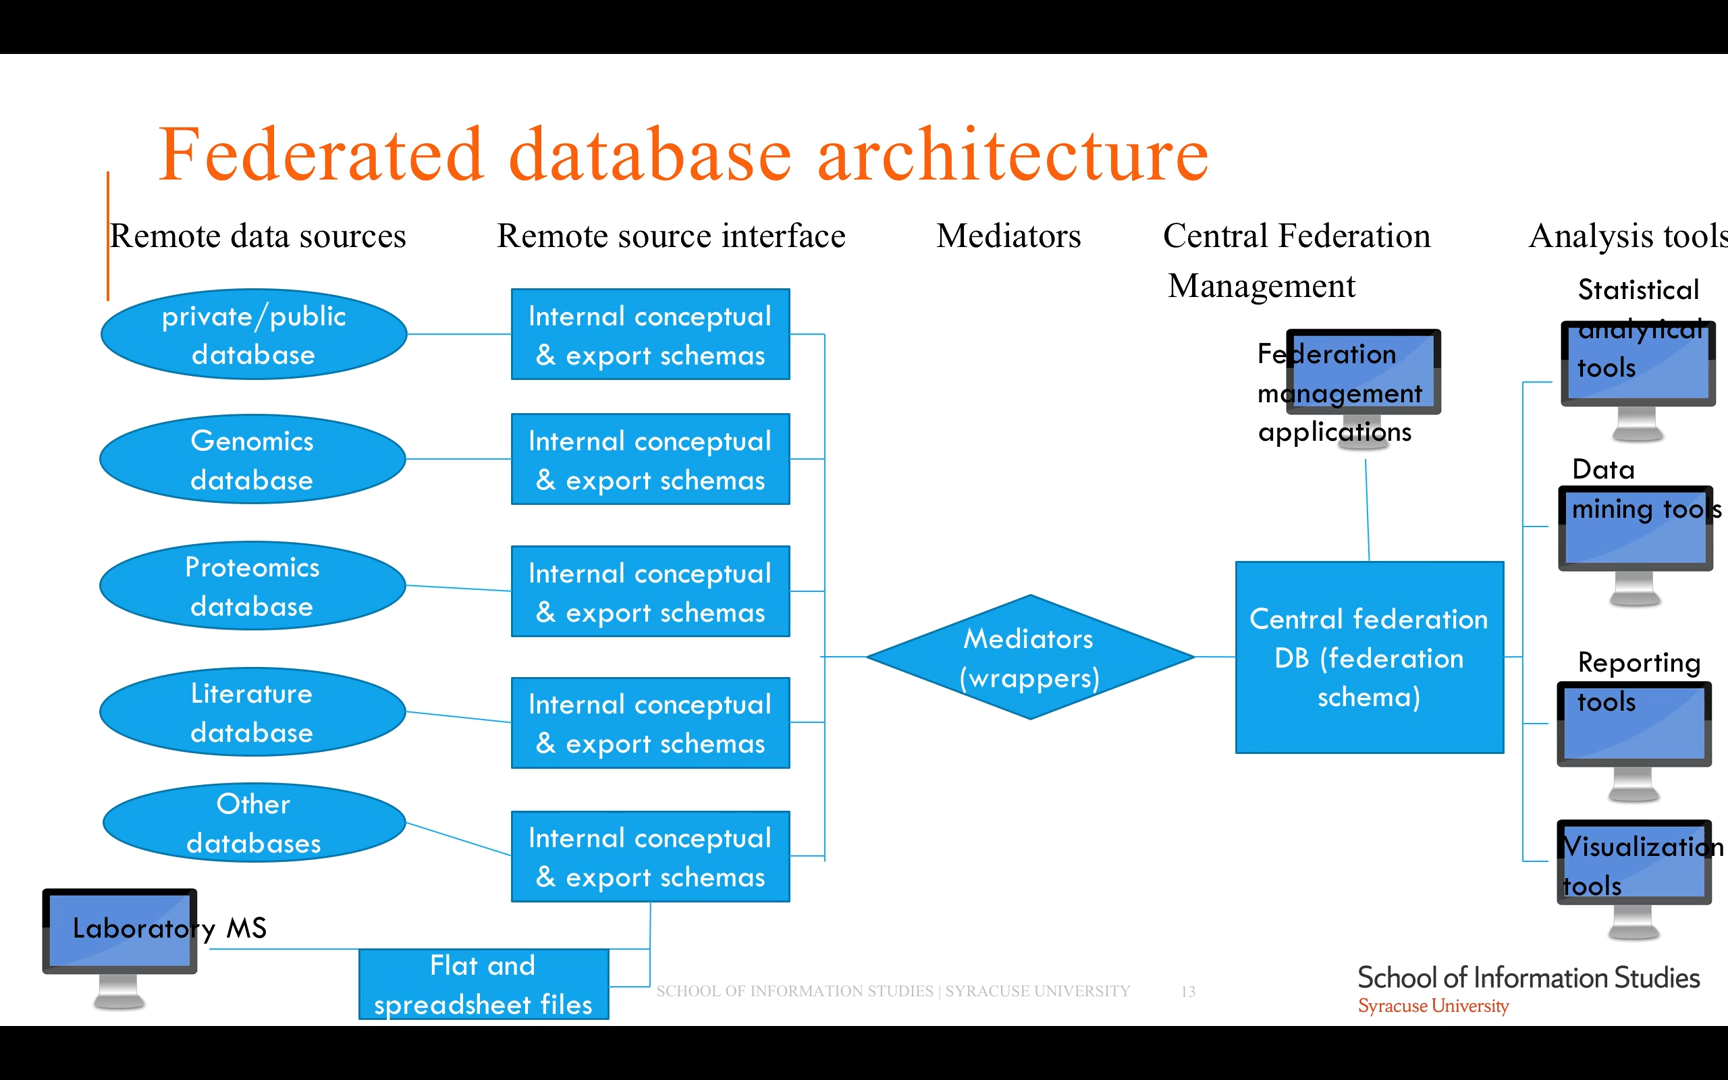 Federated database architecture
Remote data sources
Remote source interface
Mediators
Central Federation
Management
Analysis tools
private/public
database
Internal conceptual
& export schemas
Genomics
database
Internal conceptual
& export schemas
Proteomics
database
Internal conceptual
& export schemas
Literature
database
Internal conceptual
& export schemas
Other
databases
Internal conceptual
& export schemas
Laboratory MS
Flat and
spreadsheet files
Mediators
(wrappers)
Federation
management
applications
Central federation
DB (federation
schema)
Statistical
analytical
tools
Data
mining tools
Reporting
tools
Visualization
tools
SCHOOL OF INFORMATION STUDIES | SYRACUSE UNIVERSITY
13
School of Information Studies
Syracuse University